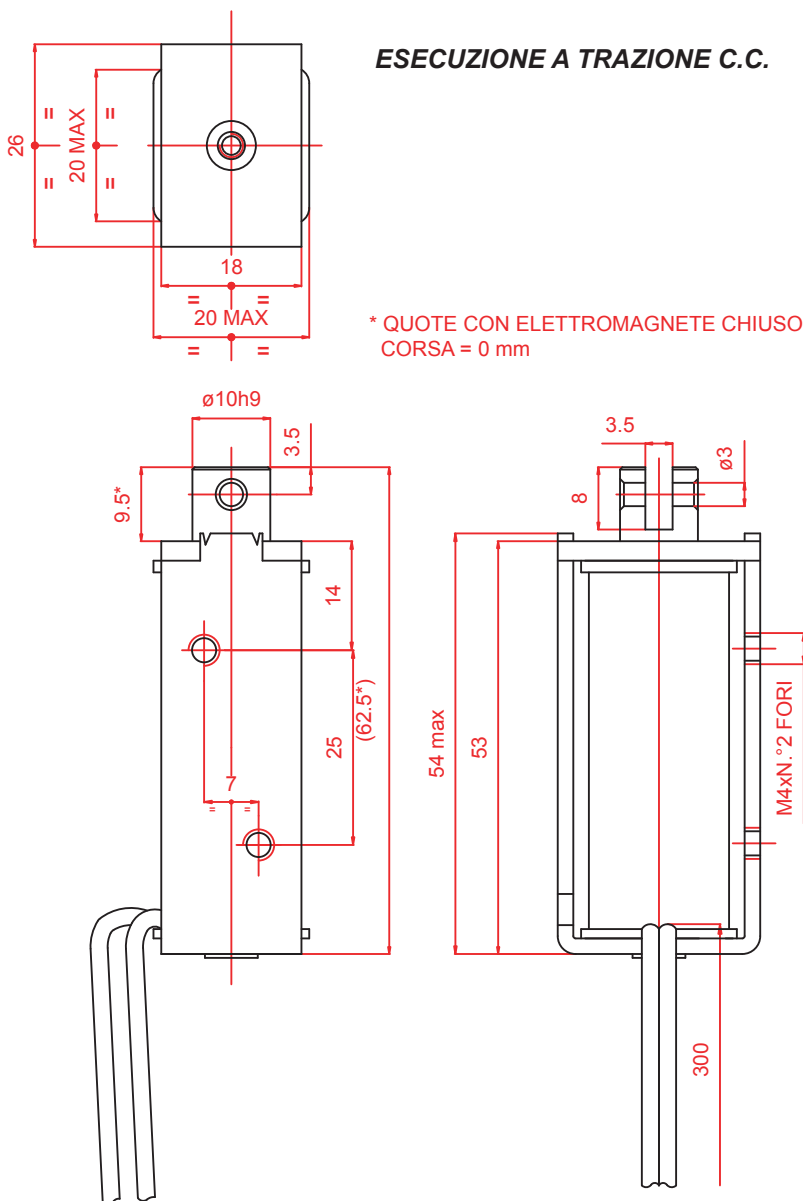 ESECUZIONE A TRAZIONE C.C.
26
20 MAX
18
20 MAX
* QUOTE CON ELETTROMAGNETE CHIUSO
CORSA = 0 mm
ø10h9
3.5
9.5*
14
25
(62.5*)
7
3.5
ø3
8
54 max
53
M4xN.°2 FORI
300